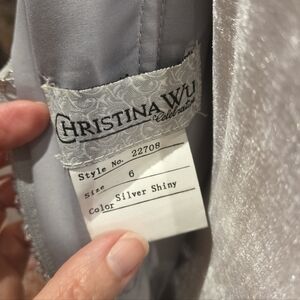 CHRISTINA WU
Celebration
Style No. 22708
Size 6
Color Silver Shiny